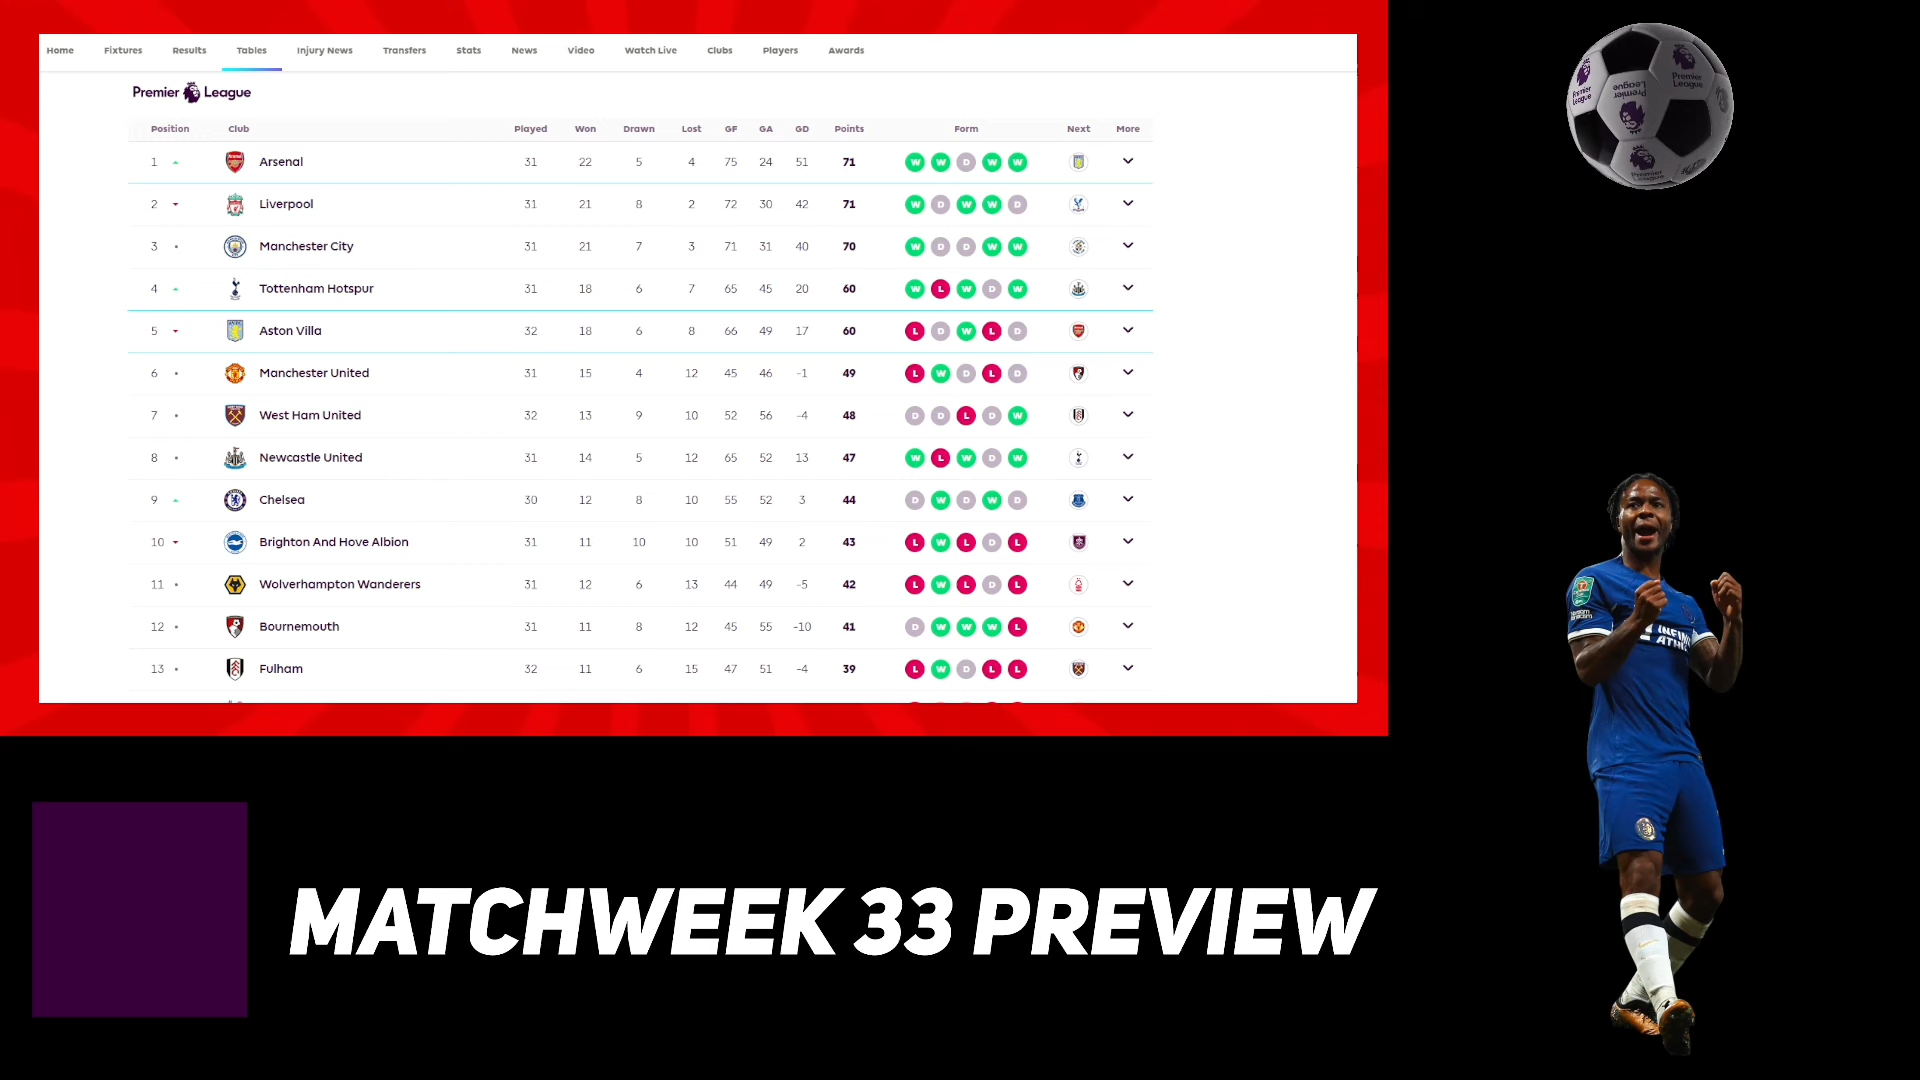 Home Fixtures Results Tables Injury News Transfers Stats News Video Watch Live Clubs Players Awards
Premier League
Position Club Played Won Drawn Lost GF GA GD Points Form Next More
1 Arsenal 31 22 5 4 75 24 51 71 W W D W W
2 Liverpool 31 21 8 2 72 30 42 71 W D W W D
3 Manchester City 31 21 7 3 71 31 40 70 W D D W W
4 Tottenham Hotspur 31 18 6 7 65 45 20 60 W L W D W
5 Aston Villa 32 18 6 8 66 49 17 60 L D W L D
6 Manchester United 31 15 4 12 45 46 -1 49 L W D L D
7 West Ham United 32 13 9 10 52 56 -4 48 D D L D W
8 Newcastle United 31 14 5 12 65 52 13 47 W L W D W
9 Chelsea 30 12 8 10 55 52 3 44 D W D W D
10 Brighton And Hove Albion 31 11 10 10 51 49 2 43 L W L D L
11 Wolverhampton Wanderers 31 12 6 13 44 49 -5 42 L W L D L
12 Bournemouth 31 11 8 12 45 55 -10 41 D W W W L
13 Fulham 32 11 6 15 47 51 -4 39 L W D L L
Premier League
Premier League
Premier League
MATCHWEEK 33 PREVIEW